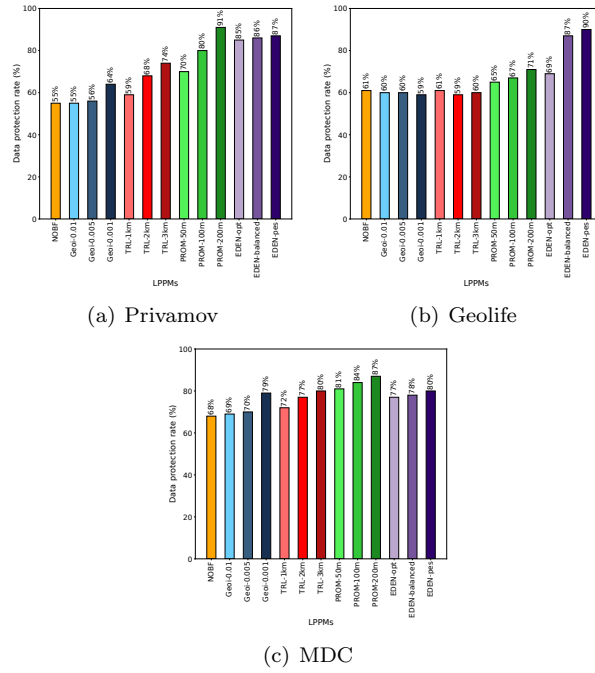 100
80
60
40
20
0
Data protection rate (%)
55%
55%
56%
64%
59%
68%
74%
70%
80%
91%
85%
86%
87%
NOBF
Geoi-0.01
Geoi-0.005
Geoi-0.001
TRL-1km
TRL-2km
TRL-3km
PROM-50m
PROM-100m
PROM-200m
EDEN-opt
EDEN-balanced
EDEN-pes
LPPMs
(a) Privamov
100
80
60
40
20
0
Data protection rate (%)
61%
60%
60%
59%
61%
59%
60%
65%
67%
71%
69%
87%
90%
NOBF
Geoi-0.01
Geoi-0.005
Geoi-0.001
TRL-1km
TRL-2km
TRL-3km
PROM-50m
PROM-100m
PROM-200m
EDEN-opt
EDEN-balanced
EDEN-pes
LPPMs
(b) Geolife
100
80
60
40
20
0
Data protection rate (%)
68%
69%
70%
79%
72%
77%
80%
81%
84%
87%
77%
78%
80%
NOBF
Geoi-0.01
Geoi-0.005
Geoi-0.001
TRL-1km
TRL-2km
TRL-3km
PROM-50m
PROM-100m
PROM-200m
EDEN-opt
EDEN-balanced
EDEN-pes
LPPMs
(c) MDC